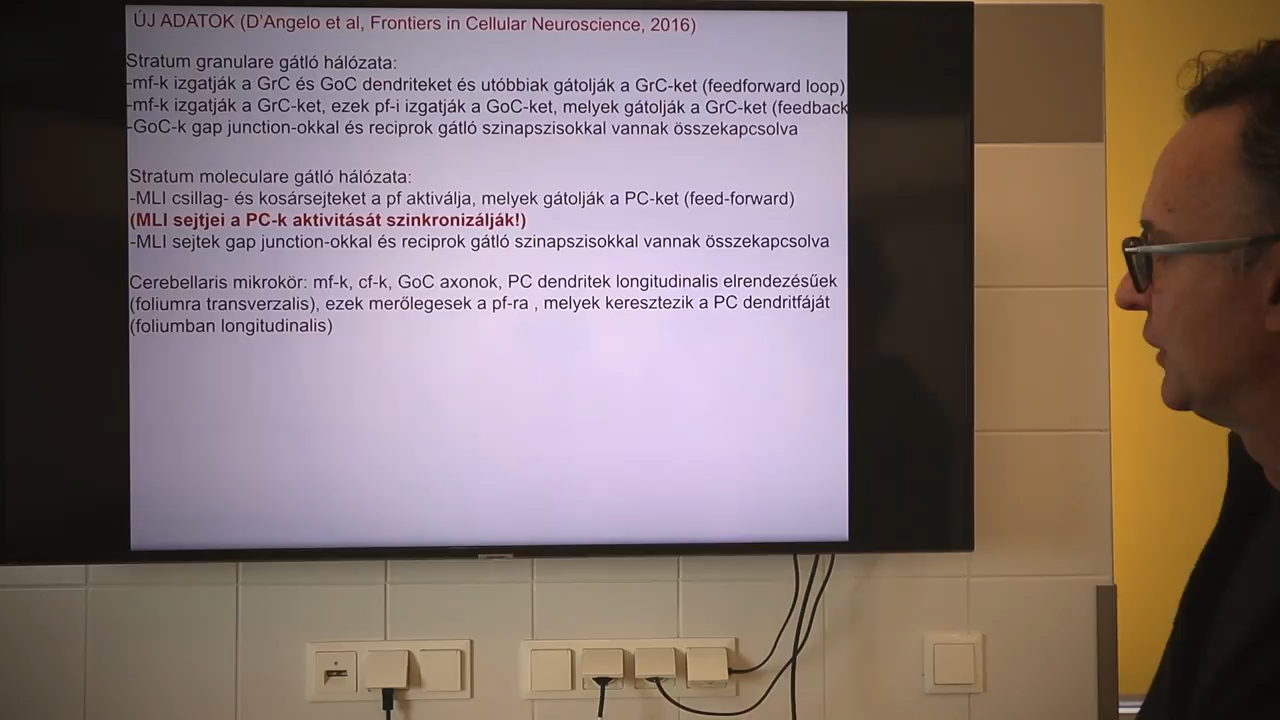 ÚJ ADATOK (D'Angelo et al, Frontiers in Cellular Neuroscience, 2016)
Stratum granulare gátló hálózata:
-mf-k izgatják a GrC és GoC dendriteket és utóbbiak gátolják a GrC-ket (feedforward loop)
-mf-k izgatják a GrC-ket, ezek pf-i izgatják a GoC-ket, melyek gátolják a GrC-ket (feedback
-GoC-k gap junction-okkal és reciprok gátló szinapszisokkal vannak összekapcsolva
Stratum moleculare gátló hálózata:
-MLI csillag- és kosársejteket a pf aktiválja, melyek gátolják a PC-ket (feed-forward)
(MLI sejtjei a PC-k aktivitását szinkronizálják!)
-MLI sejtek gap junction-okkal és reciprok gátló szinapszisokkal vannak összekapcsolva
Cerebellaris mikrokör: mf-k, cf-k, GoC axonok, PC dendritek longitudinalis elrendezésűek
(foliumra transverzalis), ezek merőlegesek a pf-ra , melyek keresztezik a PC dendritfáját
(foliumban longitudinalis)